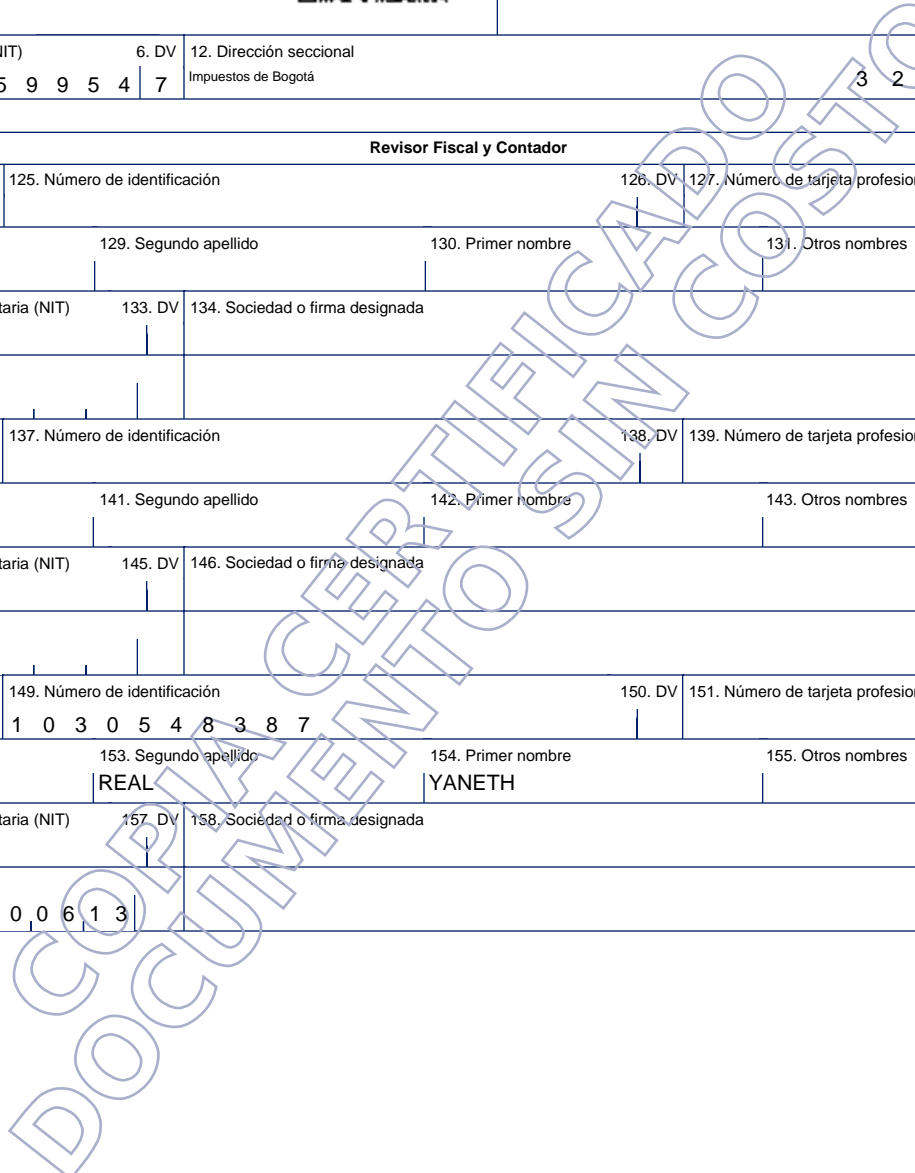 NIT) 6. DV 12. Dirección seccional
5 9 9 5 4 7 Impuestos de Bogotá 3 2
Revisor Fiscal y Contador
125. Número de identificación 126. DV 127. Número de tarjeta profesion
129. Segundo apellido 130. Primer nombre 131. Otros nombres
taria (NIT) 133. DV 134. Sociedad o firma designada
137. Número de identificación 138. DV 139. Número de tarjeta profesion
141. Segundo apellido 142. Primer nombre 143. Otros nombres
taria (NIT) 145. DV 146. Sociedad o firma designada
149. Número de identificación 150. DV 151. Número de tarjeta profesion
1 0 3 0 5 4 8 3 8 7
153. Segundo apellido 154. Primer nombre 155. Otros nombres
REAL YANETH
taria (NIT) 157. DV 158. Sociedad o firma designada
0 0 6 1 3
COPIA CERTIFICADO
DOCUMENTO SIN COSTO